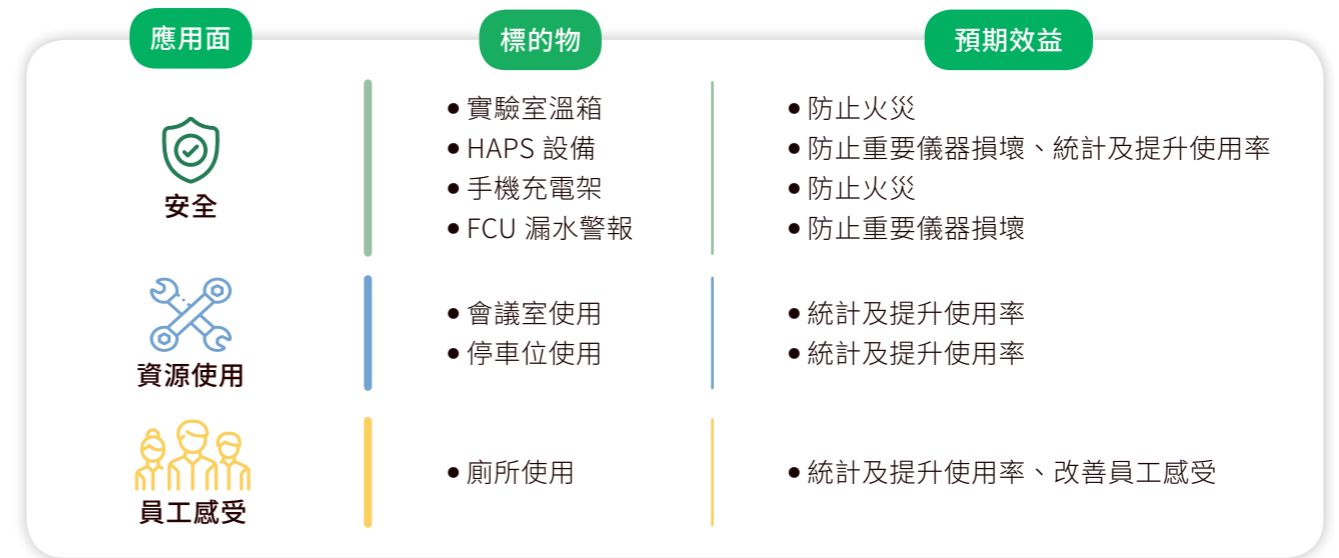 應用面 標的物 預期效益
安全
• 實驗室溫箱 • 防止火災
• HAPS 設備 • 防止重要儀器損壞、統計及提升使用率
• 手機充電架 • 防止火災
• FCU 漏水警報 • 防止重要儀器損壞
資源使用
• 會議室使用 • 統計及提升使用率
• 停車位使用 • 統計及提升使用率
員工感受
• 廁所使用 • 統計及提升使用率、改善員工感受